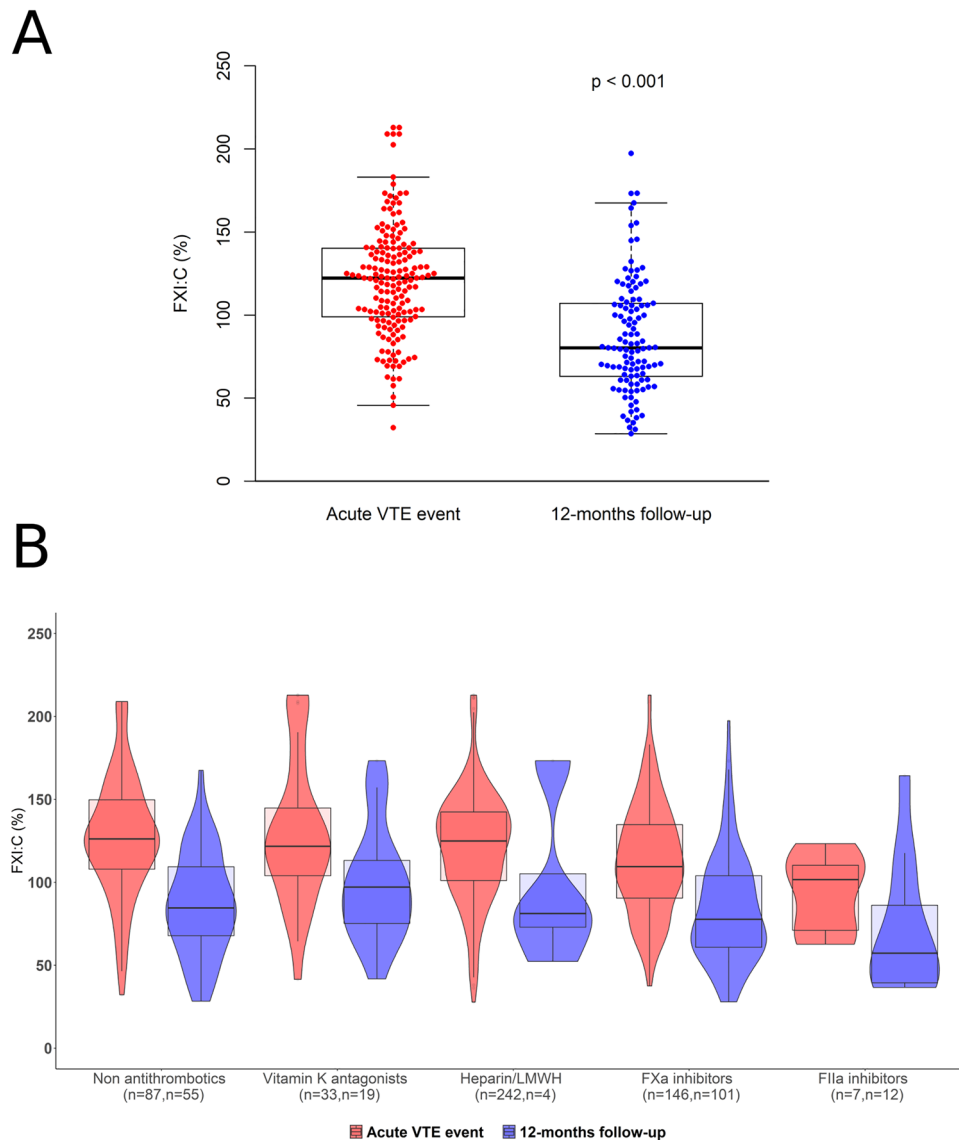 A
250
200
150
100
50
0
FXI:C (%)
p < 0.001
Acute VTE event 12-months follow-up
B
250
200
150
100
50
0
FXI:C (%)
Non antithrombotics Vitamin K antagonists Heparin/LMWH FXa inhibitors FIIa inhibitors
(n=87,n=55) (n=33,n=19) (n=242,n=4) (n=146,n=101) (n=7,n=12)
Acute VTE event 12-months follow-up